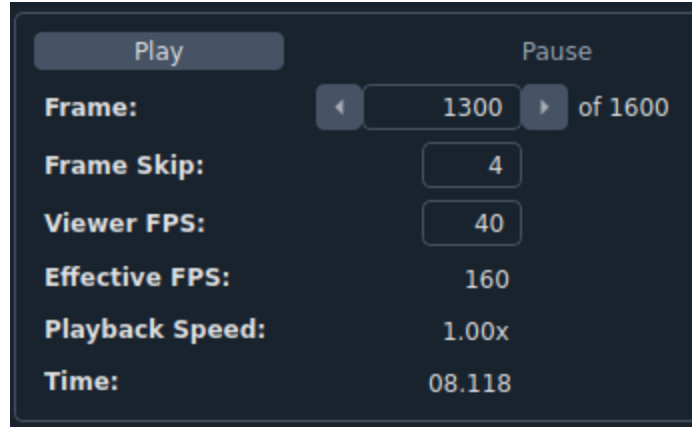 Play Pause
Frame: 1300 of 1600
Frame Skip: 4
Viewer FPS: 40
Effective FPS: 160
Playback Speed: 1.00x
Time: 08.118